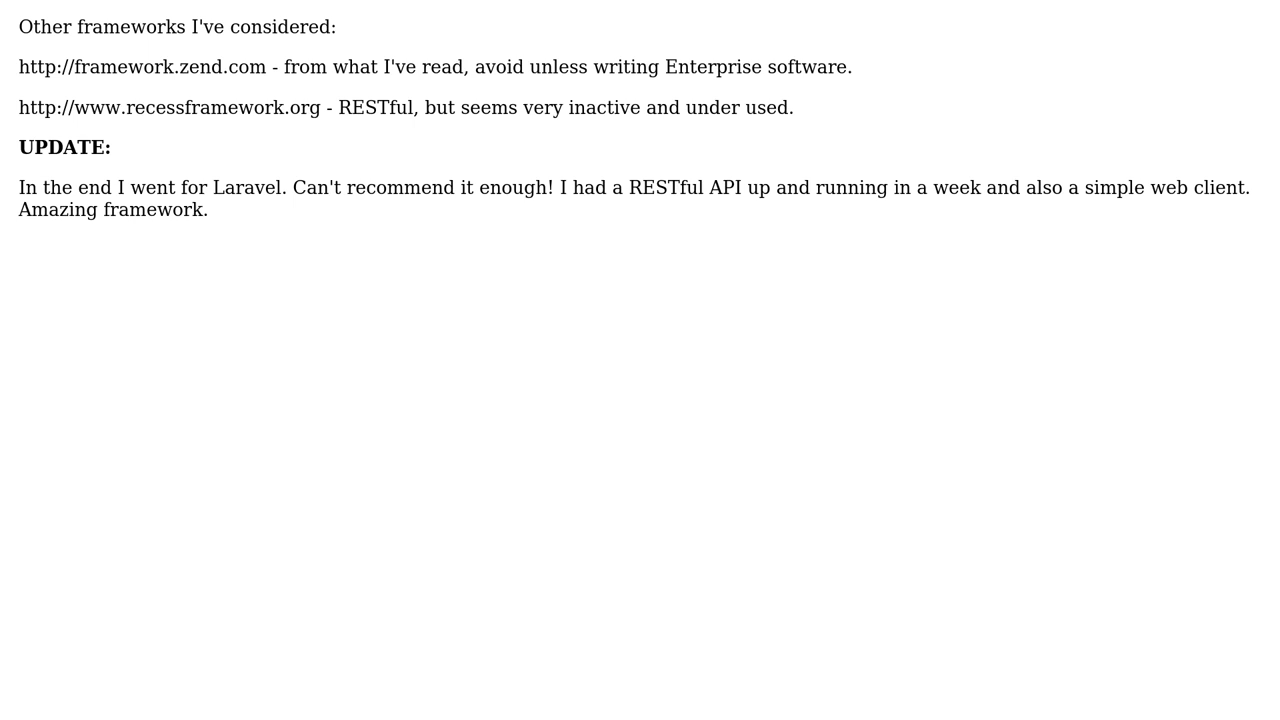 Other frameworks I've considered:
http://framework.zend.com - from what I've read, avoid unless writing Enterprise software.
http://www.recessframework.org - RESTful, but seems very inactive and under used.
UPDATE:
In the end I went for Laravel. Can't recommend it enough! I had a RESTful API up and running in a week and also a simple web client.
Amazing framework.